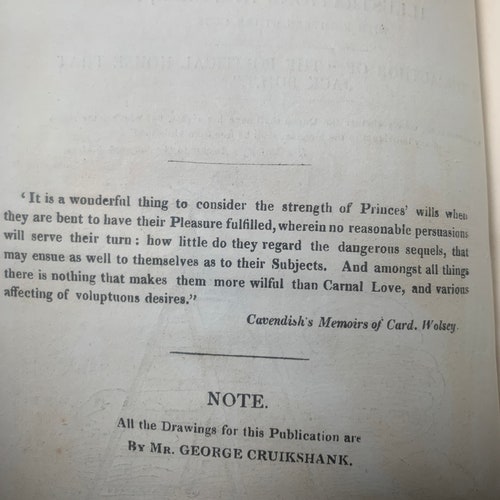 ‘It is a wonderful thing to consider the strength of Princes’ wills when
they are bent to have their Pleasure fulfilled, wherein no reasonable persuasions
will serve their turn : how little do they regard the dangerous sequels, that
may ensue as well to themselves as to their Subjects. And amongst all things
there is nothing that makes them more wilful than Carnal Love, and various
affecting of voluptuous desires.”
Cavendish's Memoirs of Card. Wolsey.
NOTE.
All the Drawings for this Publication are
By Mr. GEORGE CRUIKSHANK.